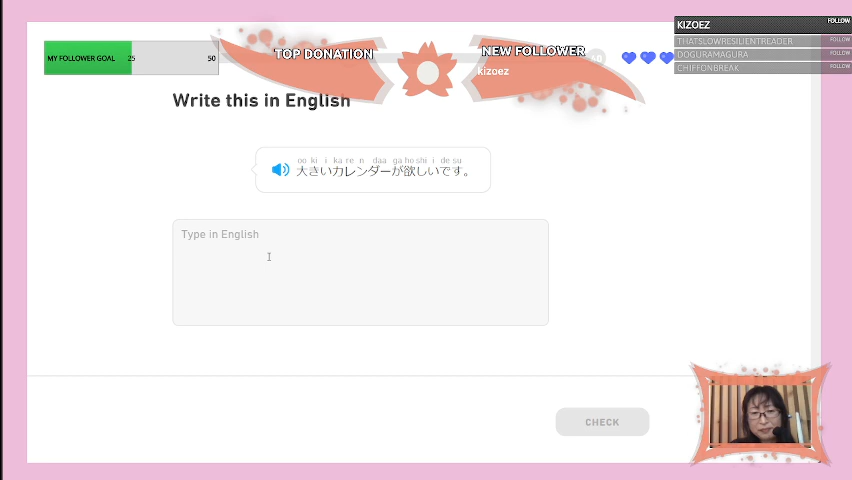 KIZOEZ
FOLLOW
THATSLOWRESILIENTREADER
FOLLOW
DOGURAMAGURA
FOLLOW
CHIFFONBREAK
FOLLOW
MY FOLLOWER GOAL 25 50
TOP DONATION
NEW FOLLOWER
kizoez
Write this in English
oo ki i ka re n daa ga ho shi i de su
大きいカレンダーが欲しいです。
Type in English
CHECK